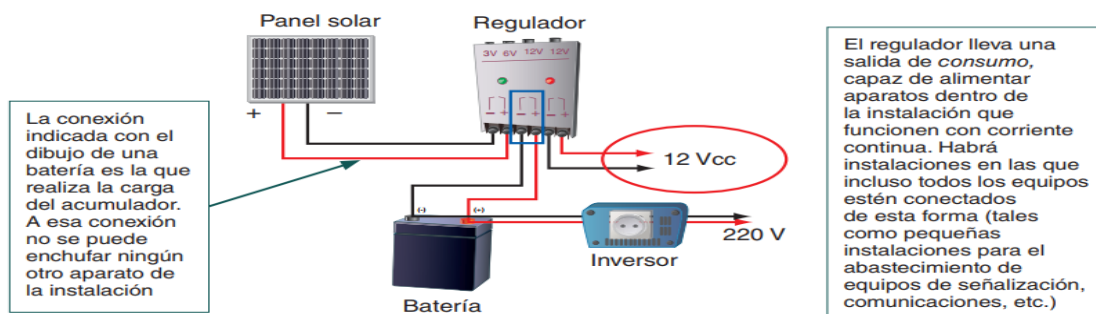 Panel solar
Regulador
3V 6V 12V 12V
+ −
− + − + − +
La conexión
indicada con el
dibujo de una
batería es la que
realiza la carga
del acumulador.
A esa conexión
no se puede
enchufar ningún
otro aparato de
la instalación
12 Vcc
(-) (+)
220 V
Inversor
Batería
El regulador lleva una
salida de consumo,
capaz de alimentar
aparatos dentro de
la instalación que
funcionen con corriente
continua. Habrá
instalaciones en las que
incluso todos los equipos
estén conectados
de esta forma (tales
como pequeñas
instalaciones para el
abastecimiento de
equipos de señalización,
comunicaciones, etc.)